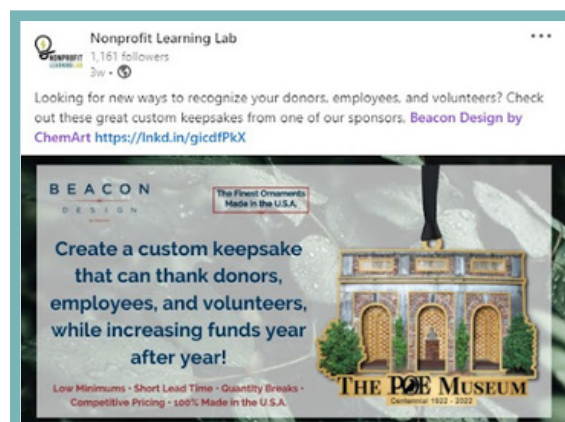 Nonprofit Learning Lab
1,161 followers
3w •
NONPROFIT
LEARNING LAB
Looking for new ways to recognize your donors, employees, and volunteers? Check
out these great custom keepsakes from one of our sponsors, Beacon Design by
ChemArt https://lnkd.in/gicdfPkX
BEACON
DESIGN
The Finest Ornaments
Made in the U.S.A.
Create a custom keepsake
that can thank donors,
employees, and volunteers,
while increasing funds year
after year!
Low Minimums • Short Lead Time • Quantity Breaks •
Competitive Pricing • 100% Made in the U.S.A.
THE POE MUSEUM
Centennial 1922 - 2022